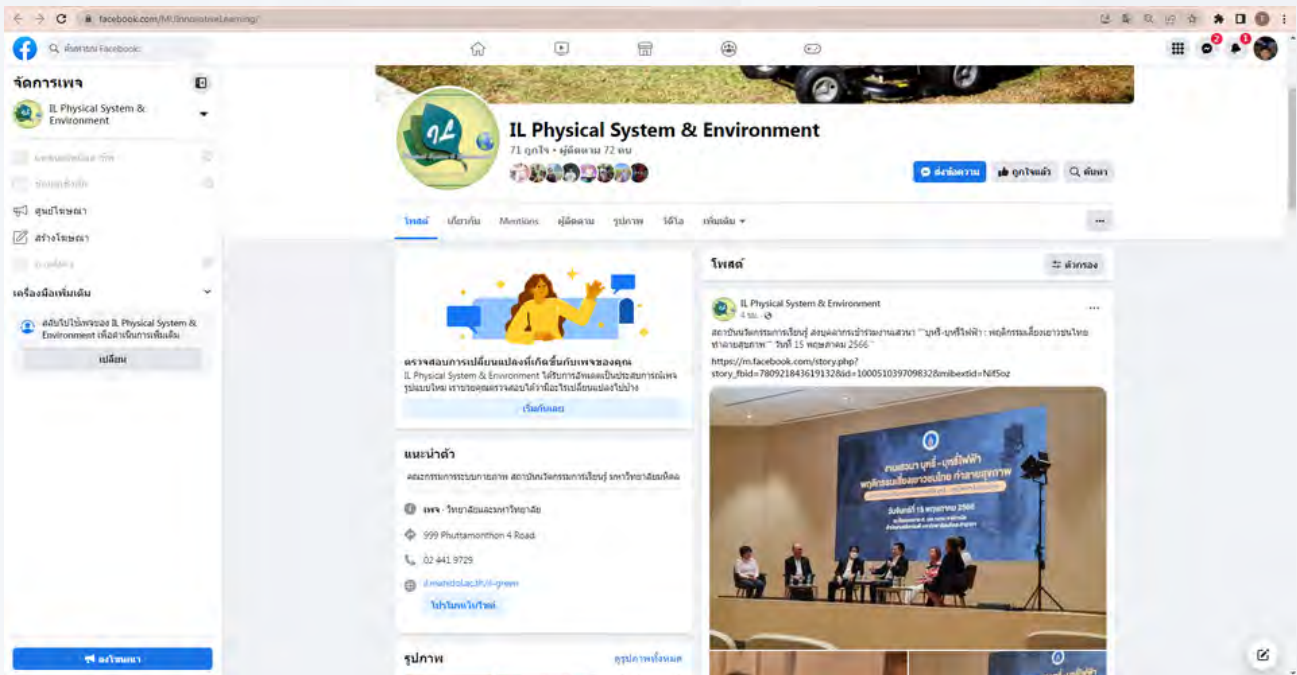 facebook.com/MUInnovativeLearning/
ค้นหาบน Facebook
2
1
จัดการเพจ
IL Physical System & Environment
ศูนย์โฆษณา
สร้างโฆษณา
เครื่องมือเพิ่มเติม
สลับไปใช้เพจของ IL Physical System &
Environment เพื่อดำเนินการเพิ่มเติม
เปลี่ยน
ลงโฆษณา
IL
IL Physical System & Environment
71 ถูกใจ • ผู้ติดตาม 72 คน
ส่งข้อความ
ถูกใจแล้ว
ค้นหา
โพสต์
เกี่ยวกับ
Mentions
ผู้ติดตาม
รูปภาพ
วิดีโอ
เพิ่มเติม
ตรวจสอบการเปลี่ยนแปลงที่เกิดขึ้นกับเพจของคุณ
IL Physical System & Environment ได้รับการอัพเดตเป็นประสบการณ์เพจ
รูปแบบใหม่ เราช่วยคุณตรวจสอบได้ว่ามีอะไรเปลี่ยนแปลงไปบ้าง
เริ่มกันเลย
แนะนำตัว
คณะกรรมการระบบกายภาพ สถาบันนวัตกรรมการเรียนรู้ มหาวิทยาลัยมหิดล
เพจ · วิทยาลัยและมหาวิทยาลัย
999 Phuttamonthon 4 Road
02 441 9729
il.mahidol.ac.th/il-green
โปรโมทเว็บไซต์
รูปภาพ
ดูรูปภาพทั้งหมด
โพสต์
ตัวกรอง
IL Physical System & Environment
4 ชม.
สถาบันนวัตกรรมการเรียนรู้ ส่งบุคลากรเข้าร่วมงานเสวนา ""บุหรี่-บุหรี่ไฟฟ้า : พฤติกรรมเสี่ยงเยาวชนไทย
ทำลายสุขภาพ"" วันที่ 15 พฤษภาคม 2566
https://m.facebook.com/story.php?
story_fbid=780921843619132&id=100051039709832&mibextid=Nif5oz
งานเสวนา บุหรี่ -บุหรี่ไฟฟ้า
พฤติกรรมเสี่ยงเยาวชนไทย ทำลายสุขภาพ
วันจันทร์ที่ 15 พฤษภาคม 2566